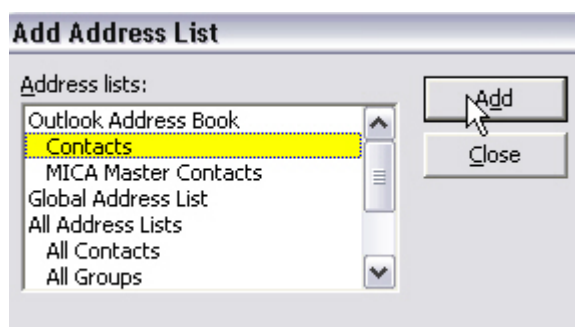 Add Address List
Address lists:
Outlook Address Book
Contacts
MICA Master Contacts
Global Address List
All Address Lists
All Contacts
All Groups
Add
Close